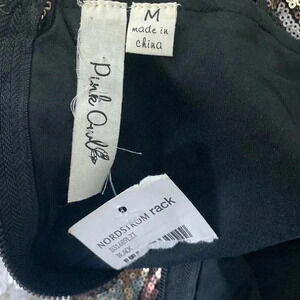 M
made in
china
Pink Owl
NORDSTROM rack
BLACK